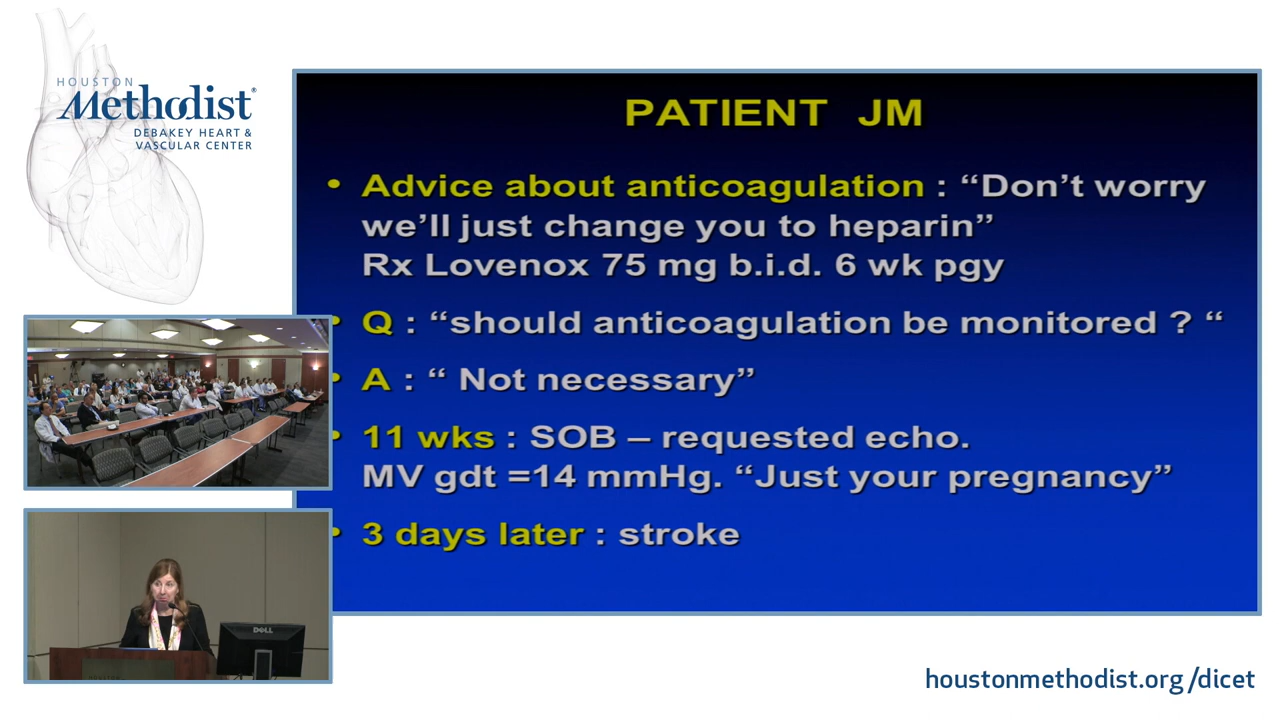 HOUSTON
Methodist®
DEBAKEY HEART &
VASCULAR CENTER
PATIENT JM
• Advice about anticoagulation : “Don’t worry
we’ll just change you to heparin”
Rx Lovenox 75 mg b.i.d. 6 wk pgy
• Q : “should anticoagulation be monitored ? “
• A : “ Not necessary”
• 11 wks : SOB – requested echo.
MV gdt =14 mmHg. “Just your pregnancy”
• 3 days later : stroke
DELL
houstonmethodist.org/dicet